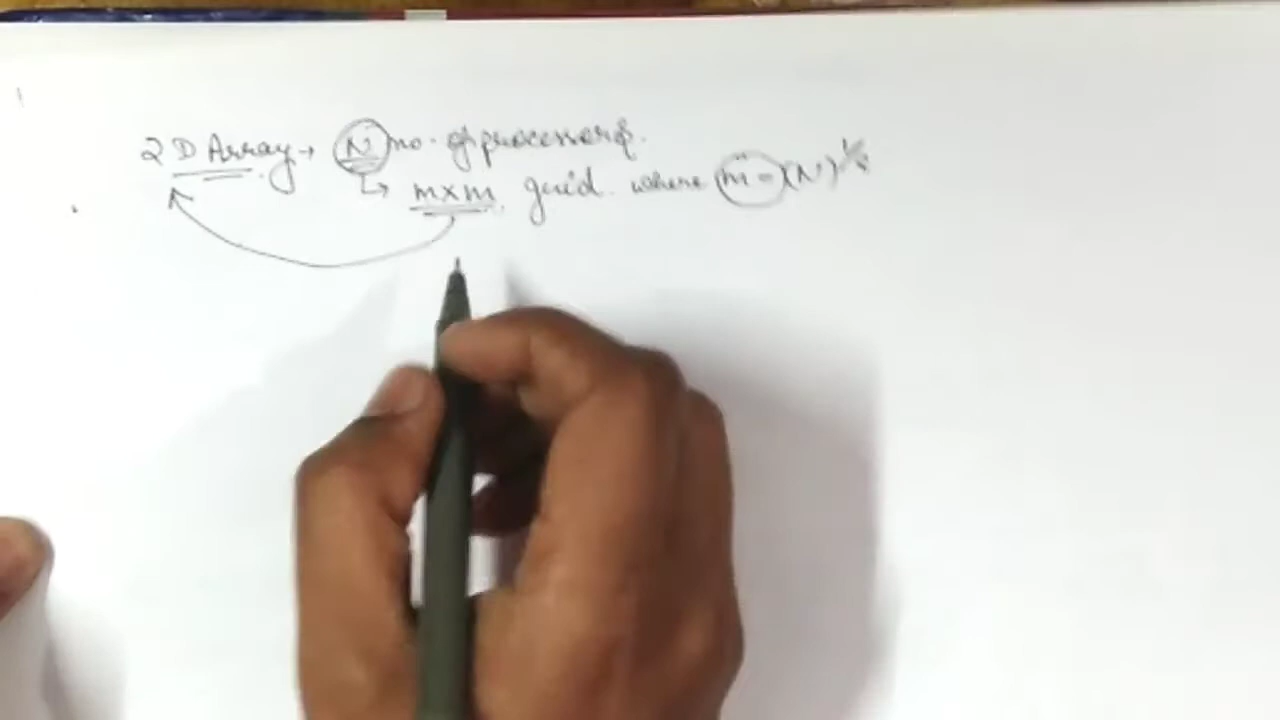 2D Array → N no. of processors.
↳ m×m grid where m = (N)^1/2